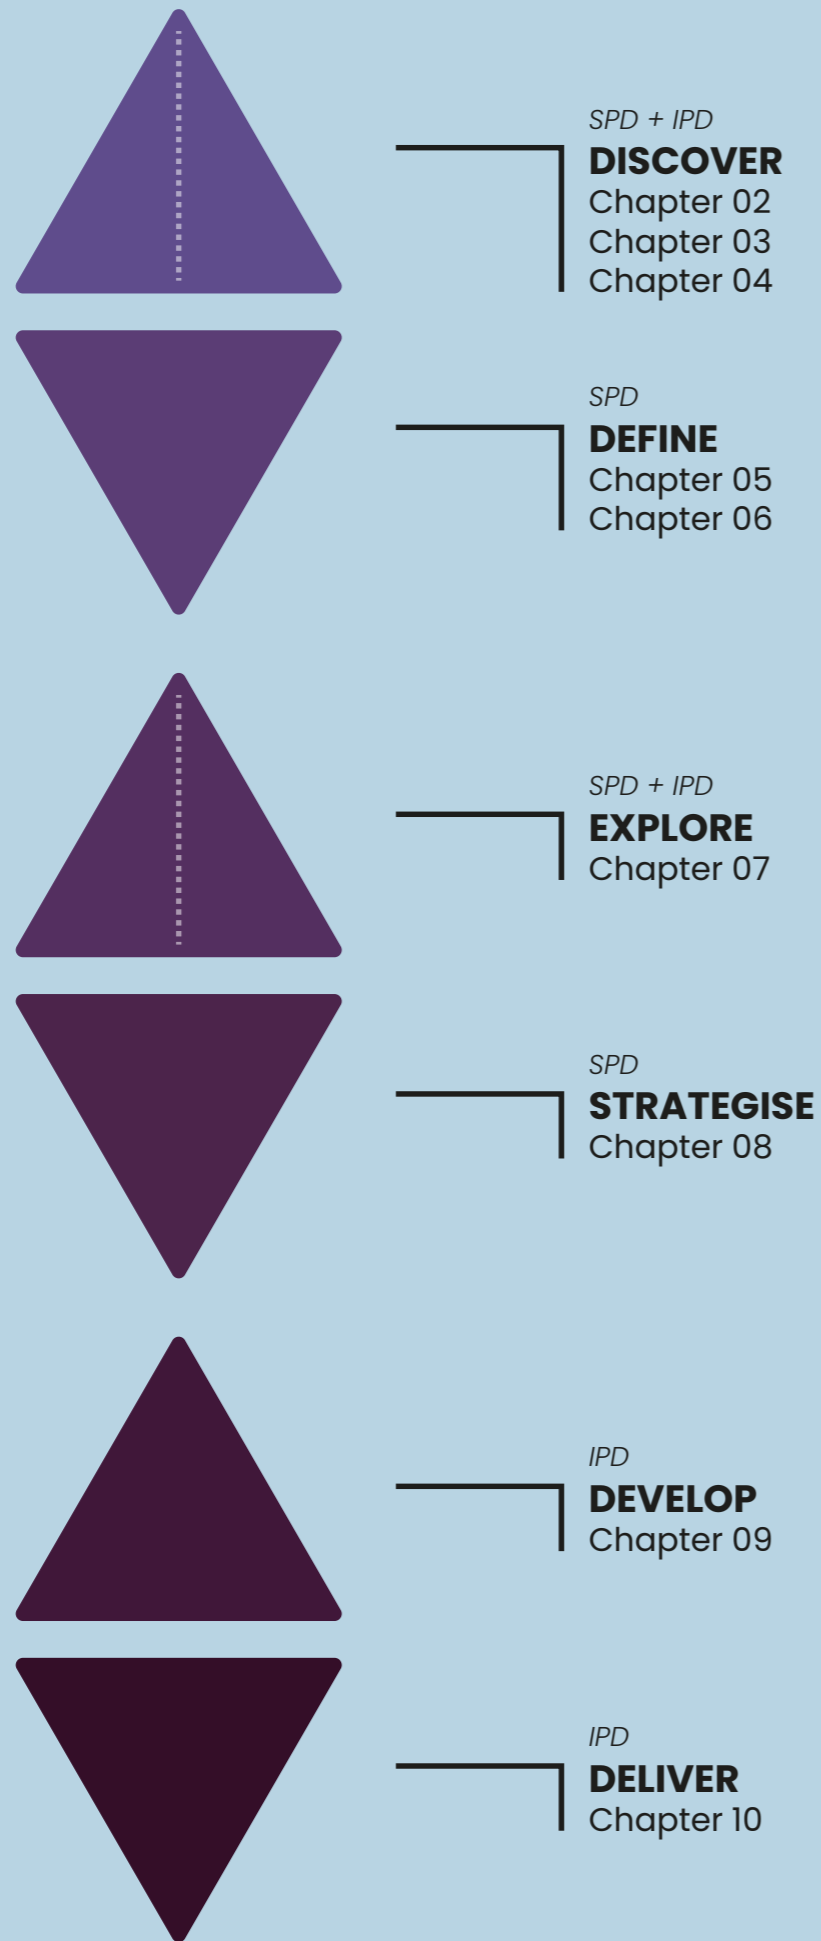 SPD + IPD
DISCOVER
Chapter 02
Chapter 03
Chapter 04
SPD
DEFINE
Chapter 05
Chapter 06
SPD + IPD
EXPLORE
Chapter 07
SPD
STRATEGISE
Chapter 08
IPD
DEVELOP
Chapter 09
IPD
DELIVER
Chapter 10